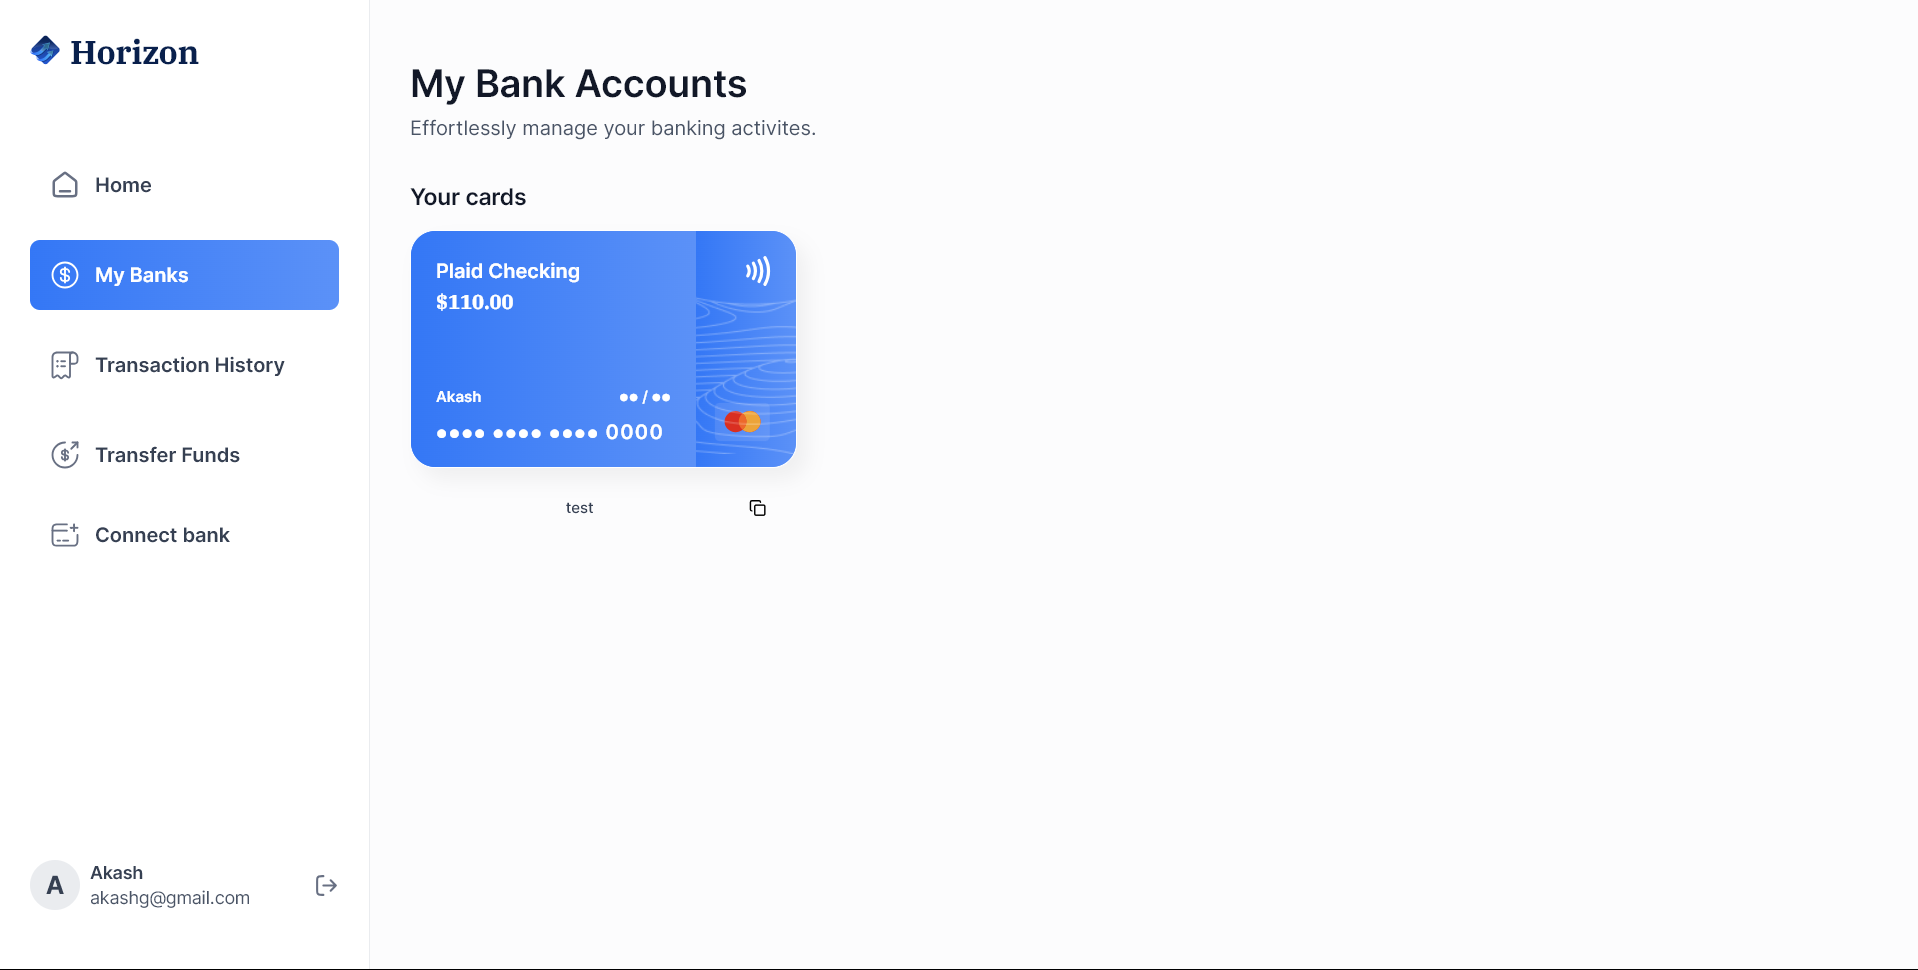 Horizon
Home
My Banks
Transaction History
Transfer Funds
Connect bank
A
Akash
akashg@gmail.com
My Bank Accounts
Effortlessly manage your banking activites.
Your cards
Plaid Checking
$110.00
Akash
●● / ●●
●●●● ●●●● ●●●● 0000
test